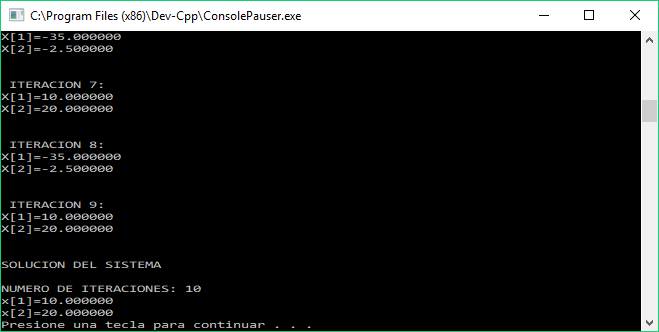 C:\Program Files (x86)\Dev-Cpp\ConsolePauser.exe
X[1]=-35.000000
X[2]=-2.500000
ITERACION 7:
X[1]=10.000000
X[2]=20.000000
ITERACION 8:
X[1]=-35.000000
X[2]=-2.500000
ITERACION 9:
X[1]=10.000000
X[2]=20.000000
SOLUCION DEL SISTEMA
NUMERO DE ITERACIONES: 10
x[1]=10.000000
x[2]=20.000000
Presione una tecla para continuar . . .